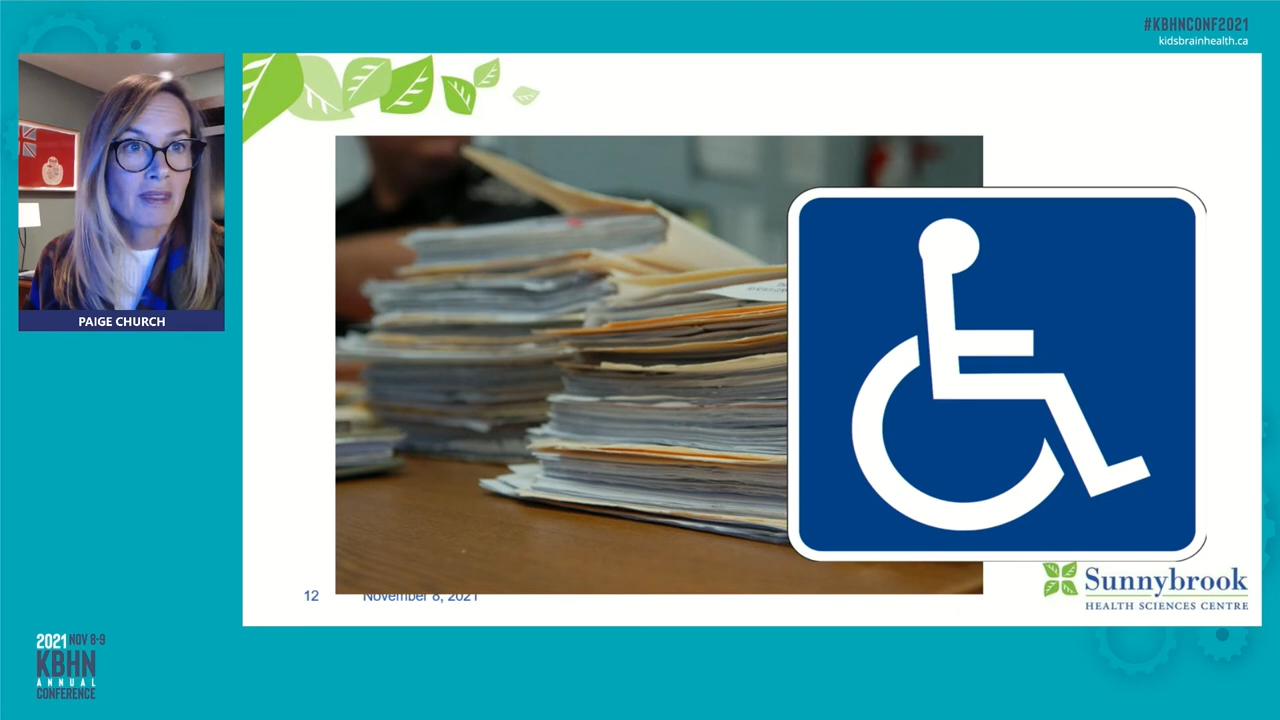 #KBHNCONF2021
kidsbrainhealth.ca
PAIGE CHURCH
12 November 8, 2021
Sunnybrook
HEALTH SCIENCES CENTRE
2021 NOV 8-9
KBHN
ANNUAL
CONFERENCE